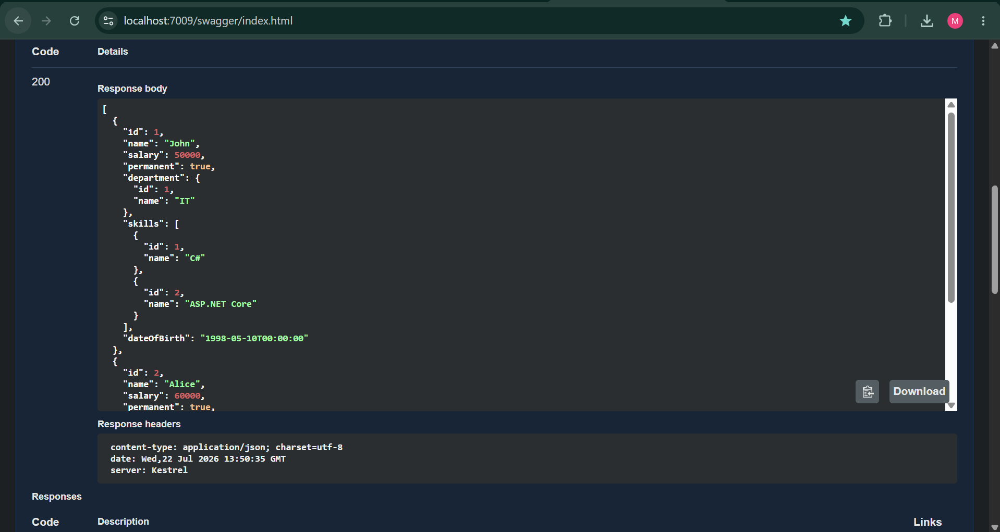 localhost:7009/swagger/index.html
M
Code Details
200
Response body
[
  {
    "id": 1,
    "name": "John",
    "salary": 50000,
    "permanent": true,
    "department": {
      "id": 1,
      "name": "IT"
    },
    "skills": [
      {
        "id": 1,
        "name": "C#"
      },
      {
        "id": 2,
        "name": "ASP.NET Core"
      }
    ],
    "dateOfBirth": "1998-05-10T00:00:00"
  },
  {
    "id": 2,
    "name": "Alice",
    "salary": 60000,
    "permanent": true,
Download
Response headers
content-type: application/json; charset=utf-8
date: Wed,22 Jul 2026 13:50:35 GMT
server: Kestrel
Responses
Code Description Links